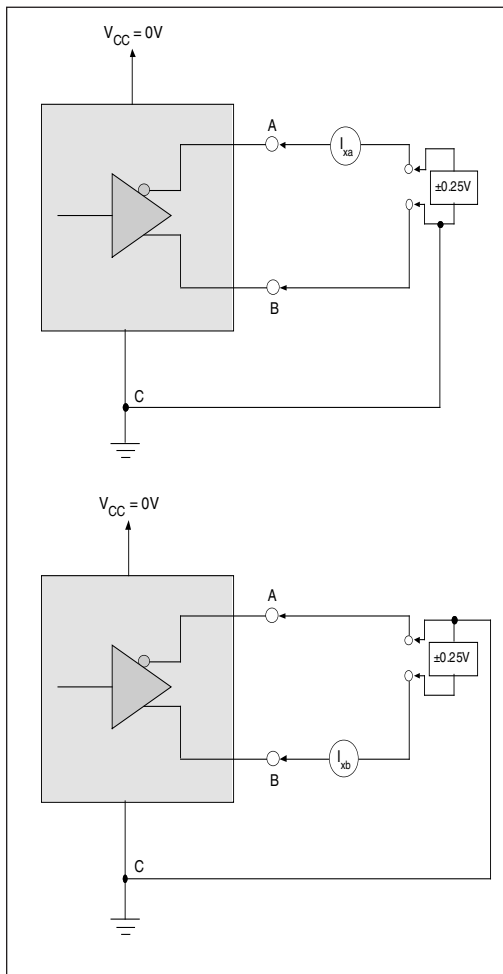 V_CC = 0V
A
I_xa
±0.25V
B
C
V_CC = 0V
A
±0.25V
I_xb
B
C